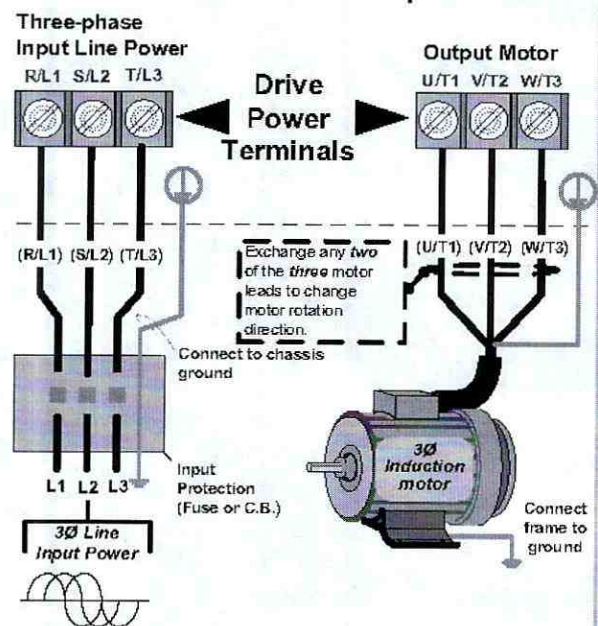 Three-phase
Input Line Power
R/L1 S/L2 T/L3
Output Motor
U/T1 V/T2 W/T3
Drive
Power
Terminals
(R/L1) (S/L2) (T/L3)
(U/T1) (V/T2) (W/T3)
Exchange any two
of the three motor
leads to change
motor rotation
direction.
Connect to chassis
ground
L1 L2 L3
Input
Protection
(Fuse or C.B.)
3Ø Line
Input Power
3Ø
Induction
motor
Connect
frame to
ground